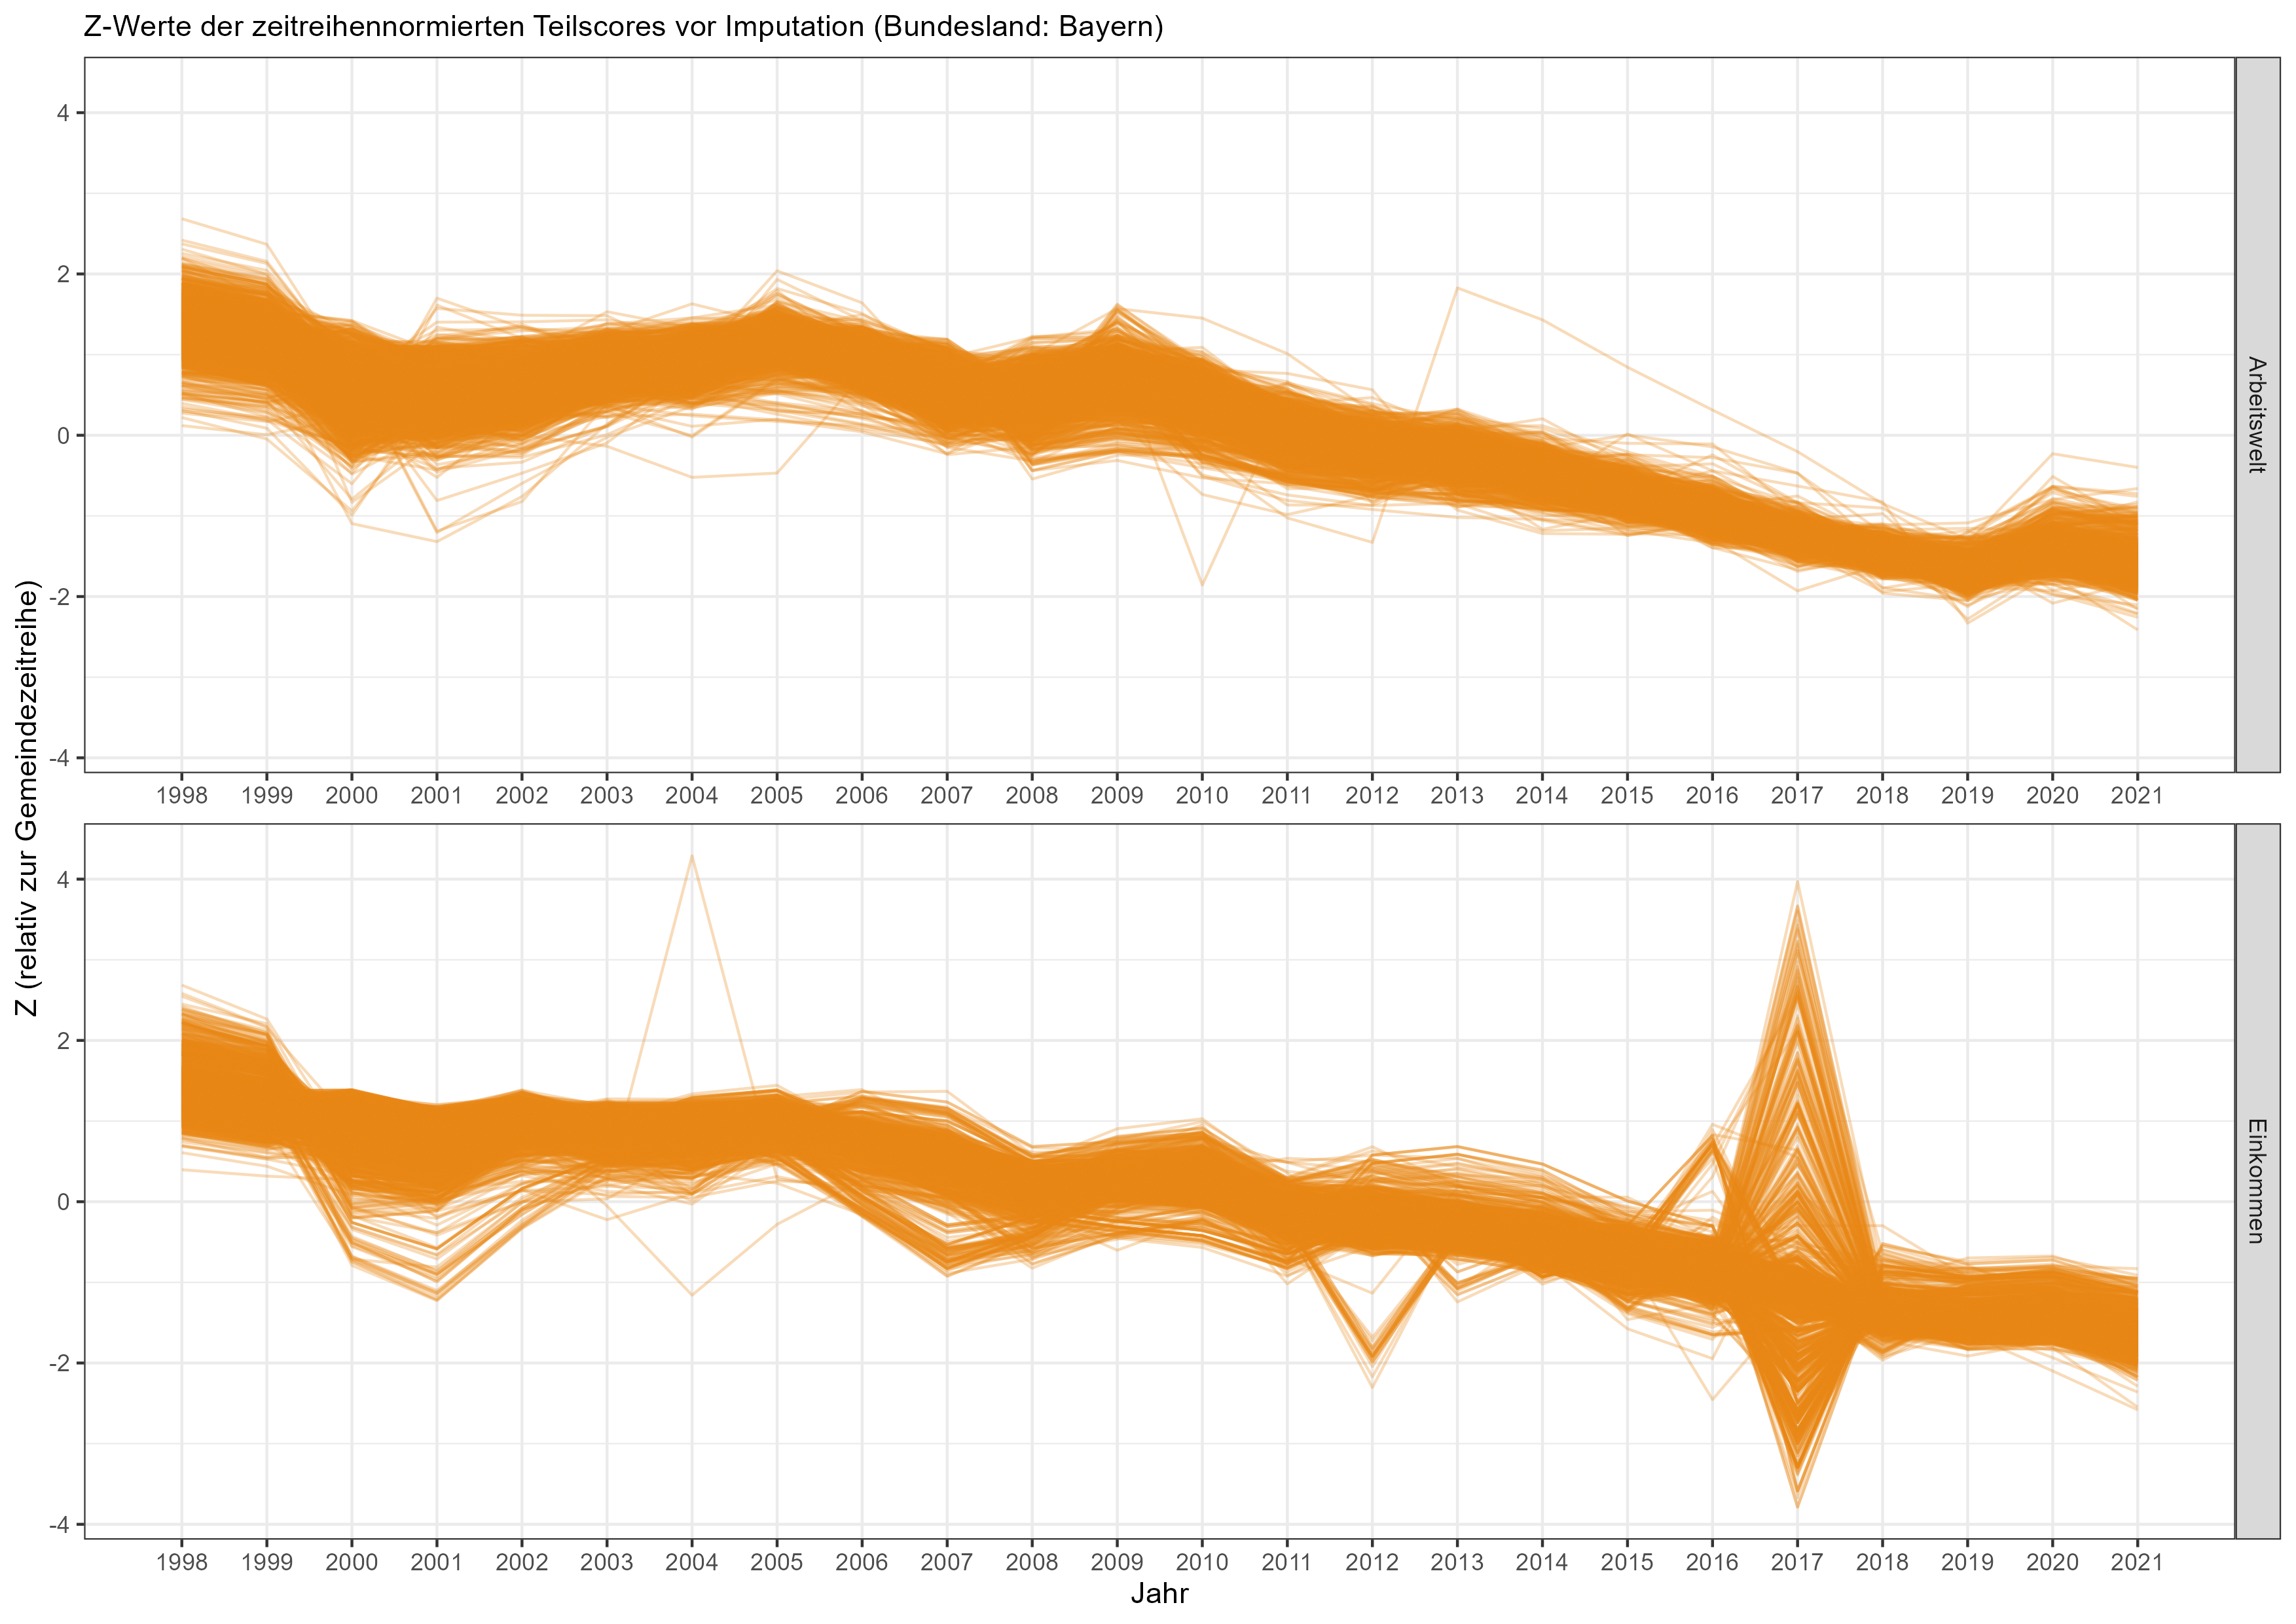 Z-Werte der zeitreihennormierten Teilscores vor Imputation (Bundesland: Bayern)
Z (relativ zur Gemeindezeitreihe)
4
2
0
-2
-4
Arbeitswelt
1998 1999 2000 2001 2002 2003 2004 2005 2006 2007 2008 2009 2010 2011 2012 2013 2014 2015 2016 2017 2018 2019 2020 2021
4
2
0
-2
-4
Einkommen
1998 1999 2000 2001 2002 2003 2004 2005 2006 2007 2008 2009 2010 2011 2012 2013 2014 2015 2016 2017 2018 2019 2020 2021
Jahr